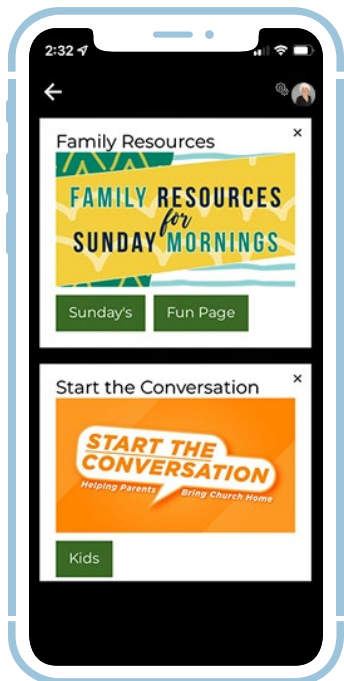 2:32
Family Resources
×
FAMILY RESOURCES
for
SUNDAY MORNINGS
Sunday's Fun Page
Start the Conversation
×
START THE
CONVERSATION
Helping Parents
Bring Church Home
Kids